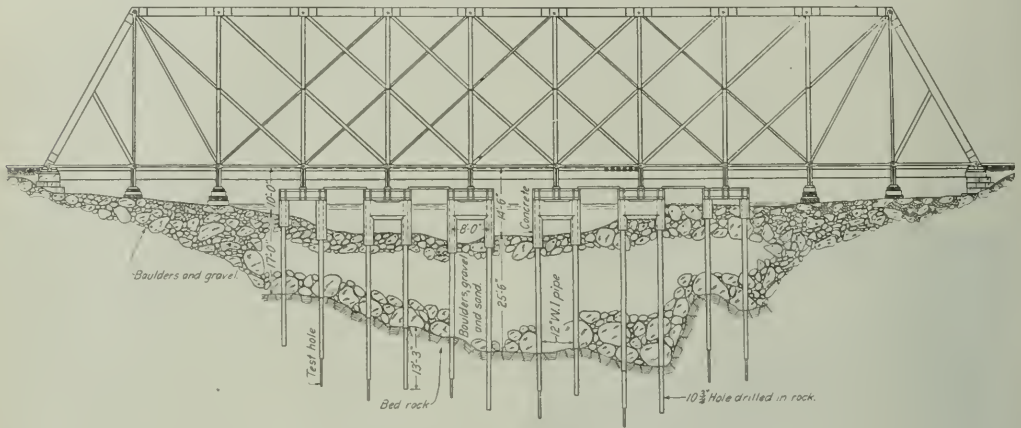 10'-0"
17'-0"
Boulders and gravel.
Test hole
13'-3"
Bed rock
8'-0"
Boulders, gravel
and sand.
14'-6"
25'-6"
Concrete
12" W.I. pipe
10 3/4" Hole drilled in rock.